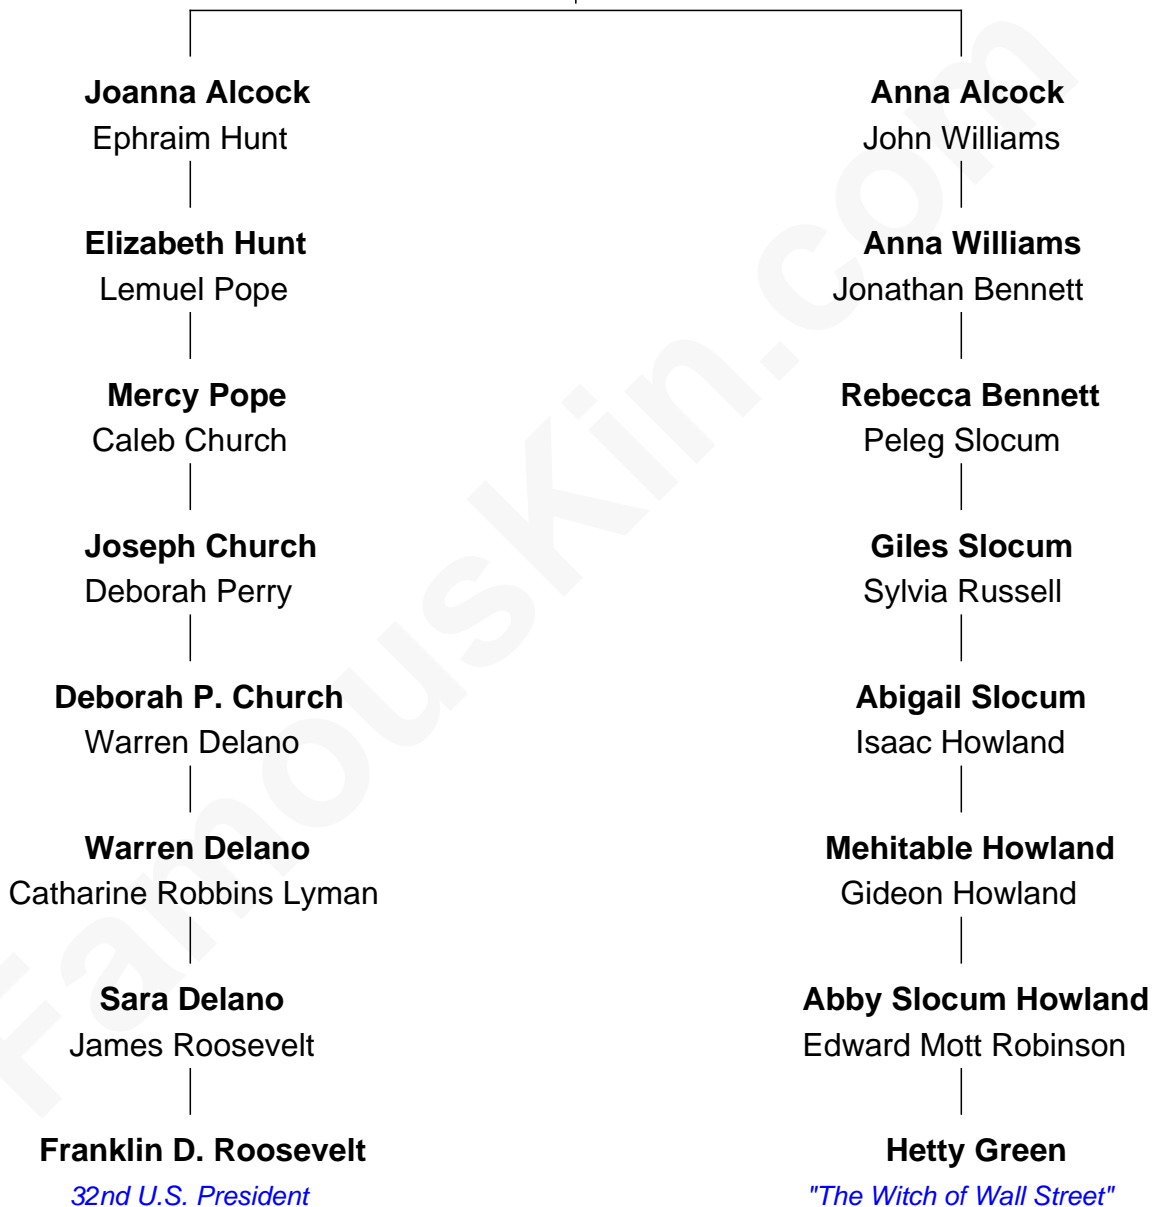 Joanna Alcock
Ephraim Hunt
Anna Alcock
John Williams
Elizabeth Hunt
Lemuel Pope
Anna Williams
Jonathan Bennett
Mercy Pope
Caleb Church
Rebecca Bennett
Peleg Slocum
Joseph Church
Deborah Perry
Giles Slocum
Sylvia Russell
Deborah P. Church
Warren Delano
Abigail Slocum
Isaac Howland
Warren Delano
Catharine Robbins Lyman
Mehitable Howland
Gideon Howland
Sara Delano
James Roosevelt
Abby Slocum Howland
Edward Mott Robinson
Franklin D. Roosevelt
32nd U.S. President
Hetty Green
"The Witch of Wall Street"
FamousKin.com